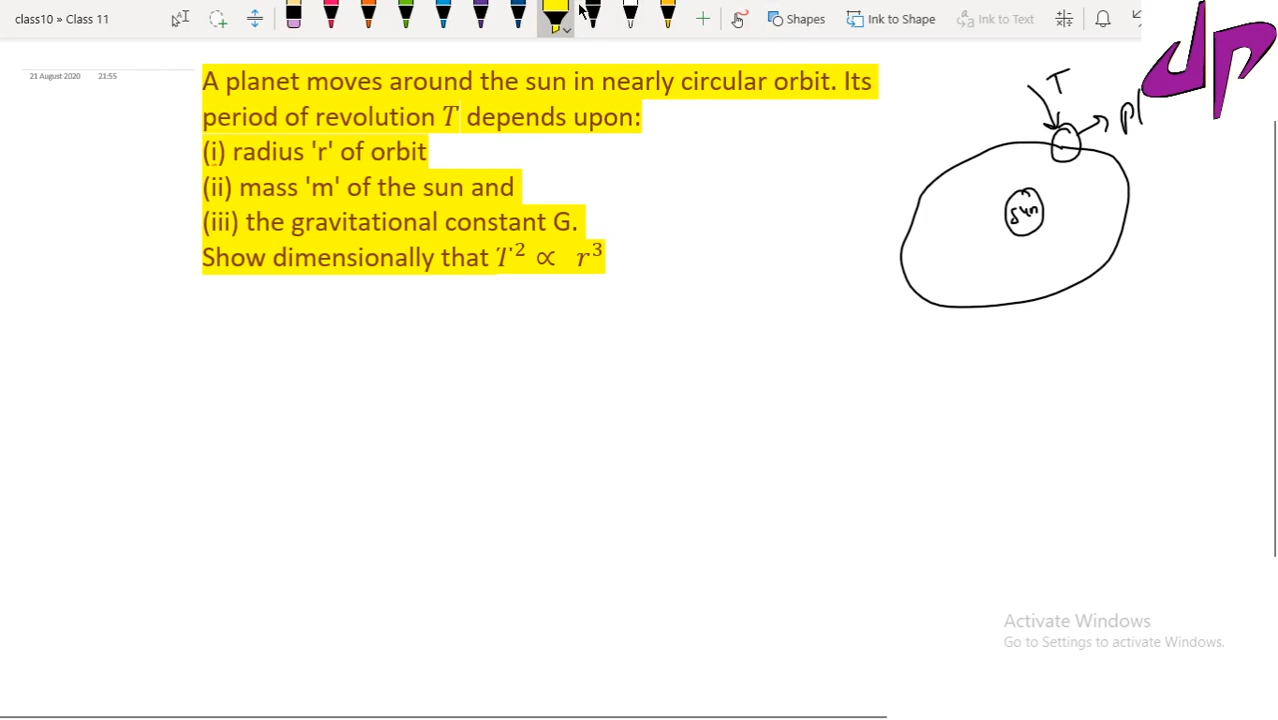 class10 » Class 11
Shapes
Ink to Shape
Ink to Text
21 August 2020 21:55
A planet moves around the sun in nearly circular orbit. Its
period of revolution T depends upon:
(i) radius 'r' of orbit
(ii) mass 'm' of the sun and
(iii) the gravitational constant G.
Show dimensionally that T² ∝ r³
T
pl
sun
dp
Activate Windows
Go to Settings to activate Windows.